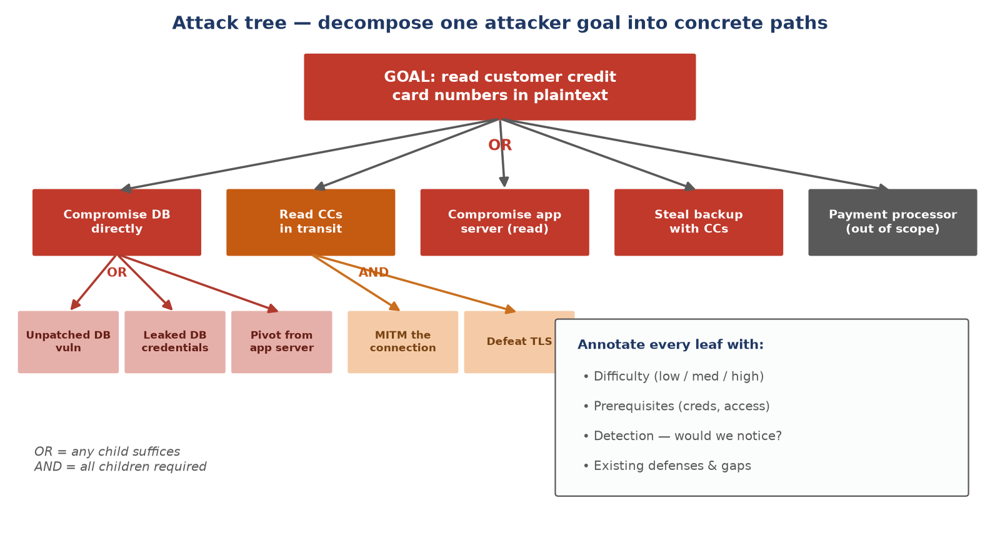 Attack tree — decompose one attacker goal into concrete paths
GOAL: read customer credit
card numbers in plaintext
OR
Compromise DB
directly
Read CCs
in transit
Compromise app
server (read)
Steal backup
with CCs
Payment processor
(out of scope)
OR
AND
Unpatched DB
vuln
Leaked DB
credentials
Pivot from
app server
MITM the
connection
Defeat TLS
Annotate every leaf with:
• Difficulty (low / med / high)
• Prerequisites (creds, access)
• Detection — would we notice?
• Existing defenses & gaps
OR = any child suffices
AND = all children required